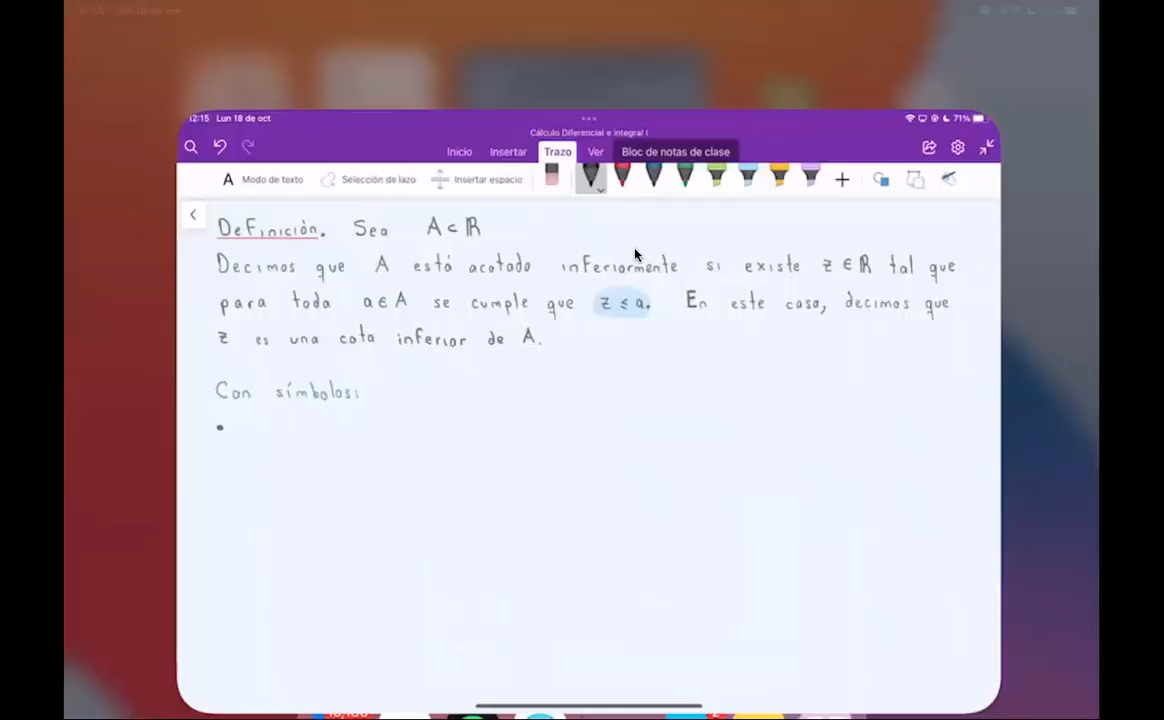 12:15 Lun 18 de oct
71%
Cálculo Diferencial e integral I
Inicio Insertar Trazo Ver Bloc de notas de clase
A Modo de texto Selección de lazo Insertar espacio
Definición. Sea A ⊂ ℝ
Decimos que A está acotado inferiormente si existe z ∈ ℝ tal que
para toda a ∈ A se cumple que z ≤ a. En este caso, decimos que
z es una cota inferior de A.
Con símbolos:
•